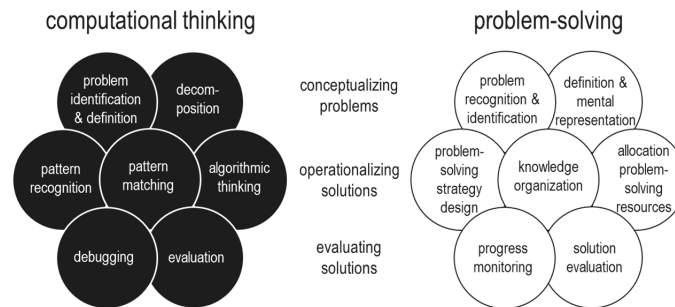 computational thinking
problem-solving
problem
identification
& definition
decom-
position
conceptualizing
problems
problem
recognition &
identification
definition &
mental
representation
pattern
recognition
pattern
matching
algorithmic
thinking
operationalizing
solutions
problem-
solving
strategy
design
knowledge
organization
allocation
problem-
solving
resources
debugging
evaluation
evaluating
solutions
progress
monitoring
solution
evaluation